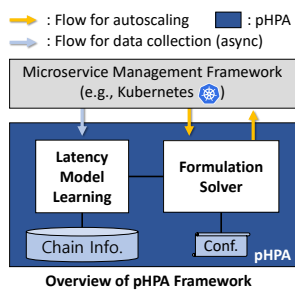 : Flow for autoscaling : pHPA
: Flow for data collection (async)
Microservice Management Framework
(e.g., Kubernetes )
Latency
Model
Learning
Formulation
Solver
Chain Info.
Conf.
pHPA
Overview of pHPA Framework